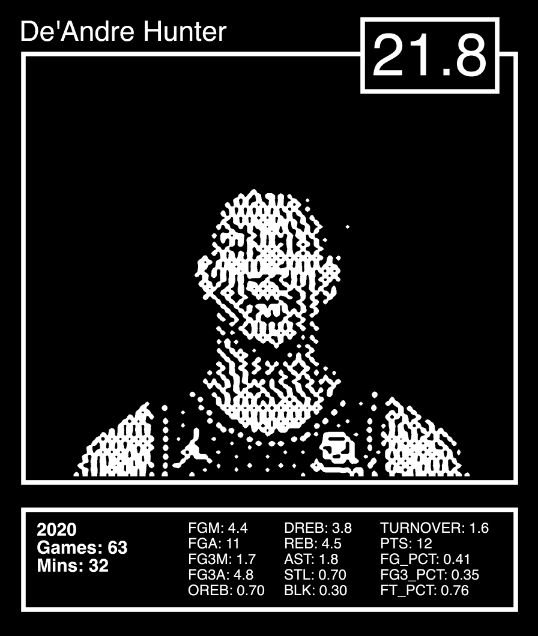 De'Andre Hunter
21.8
2020
Games: 63
Mins: 32
FGM: 4.4
FGA: 11
FG3M: 1.7
FG3A: 4.8
OREB: 0.70
DREB: 3.8
REB: 4.5
AST: 1.8
STL: 0.70
BLK: 0.30
TURNOVER: 1.6
PTS: 12
FG_PCT: 0.41
FG3_PCT: 0.35
FT_PCT: 0.76